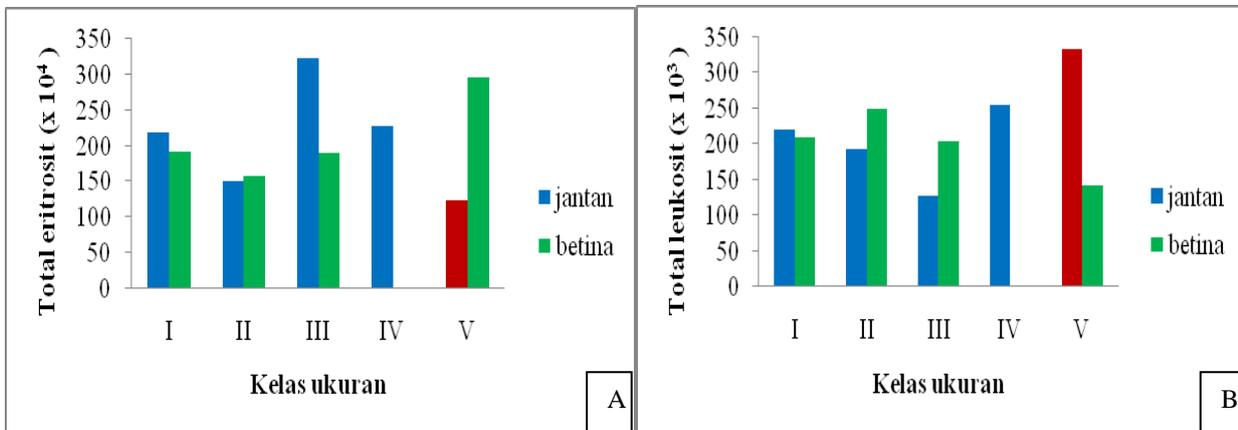 Total eritrosit (x 10⁴ )
350
300
250
200
150
100
50
0
I II III IV V
Kelas ukuran
jantan
betina
A
Total leukosit (x 10³ )
350
300
250
200
150
100
50
0
I II III IV V
Kelas ukuran
jantan
betina
B